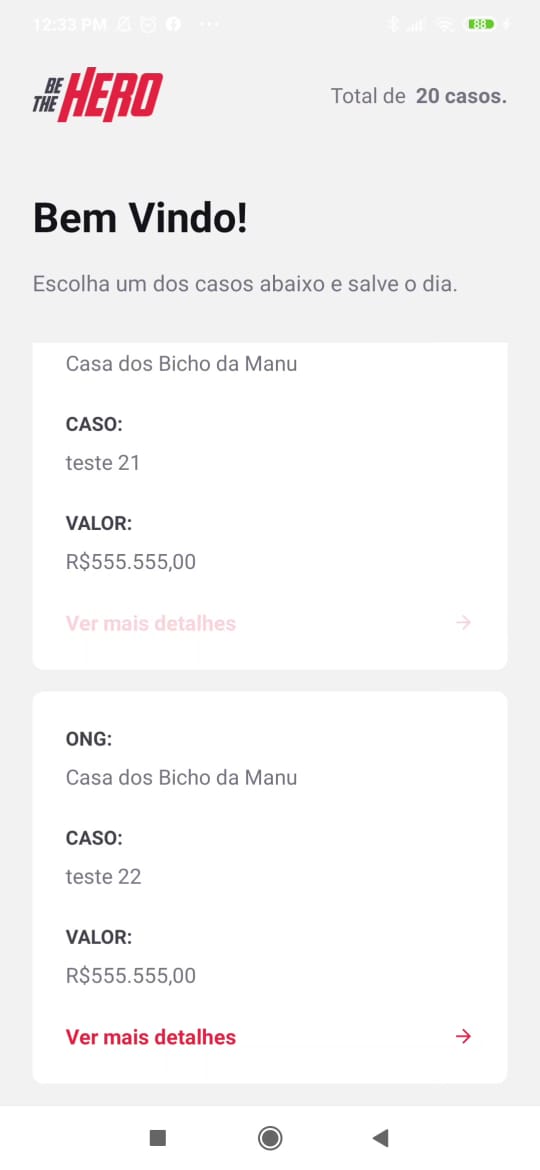 12:33 PM
88
BE THE HERO
Total de 20 casos.
Bem Vindo!
Escolha um dos casos abaixo e salve o dia.
Casa dos Bicho da Manu
CASO:
teste 21
VALOR:
R$555.555,00
Ver mais detalhes
ONG:
Casa dos Bicho da Manu
CASO:
teste 22
VALOR:
R$555.555,00
Ver mais detalhes